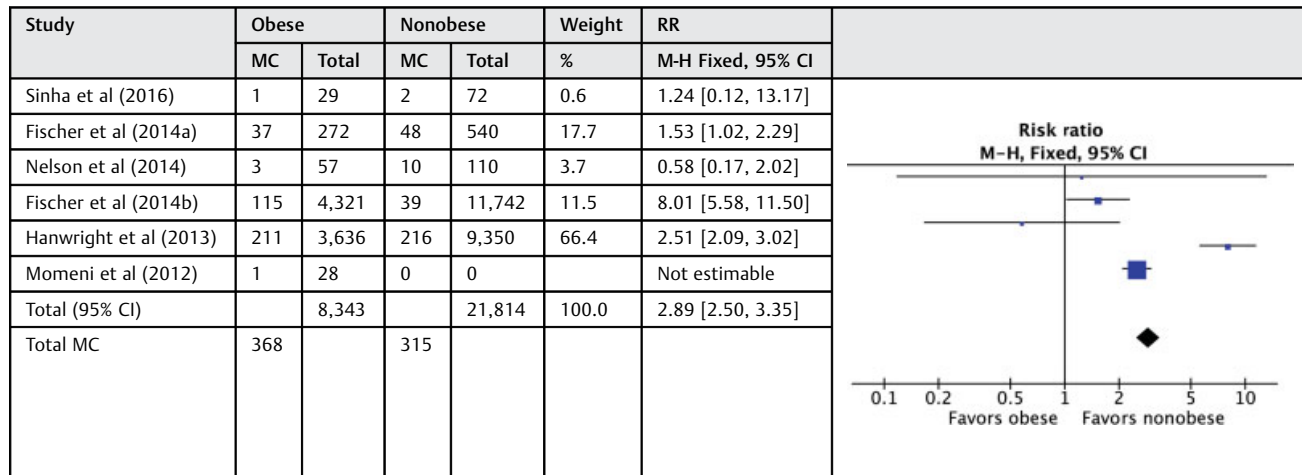 Study Obese Nonobese Weight RR
MC Total MC Total % M-H Fixed, 95% CI
Sinha et al (2016) 1 29 2 72 0.6 1.24 [0.12, 13.17]
Fischer et al (2014a) 37 272 48 540 17.7 1.53 [1.02, 2.29]
Nelson et al (2014) 3 57 10 110 3.7 0.58 [0.17, 2.02]
Fischer et al (2014b) 115 4,321 39 11,742 11.5 8.01 [5.58, 11.50]
Hanwright et al (2013) 211 3,636 216 9,350 66.4 2.51 [2.09, 3.02]
Momeni et al (2012) 1 28 0 0 Not estimable
Total (95% CI) 8,343 21,814 100.0 2.89 [2.50, 3.35]
Total MC 368 315
Risk ratio
M-H, Fixed, 95% CI
0.1 0.2 0.5 1 2 5 10
Favors obese Favors nonobese